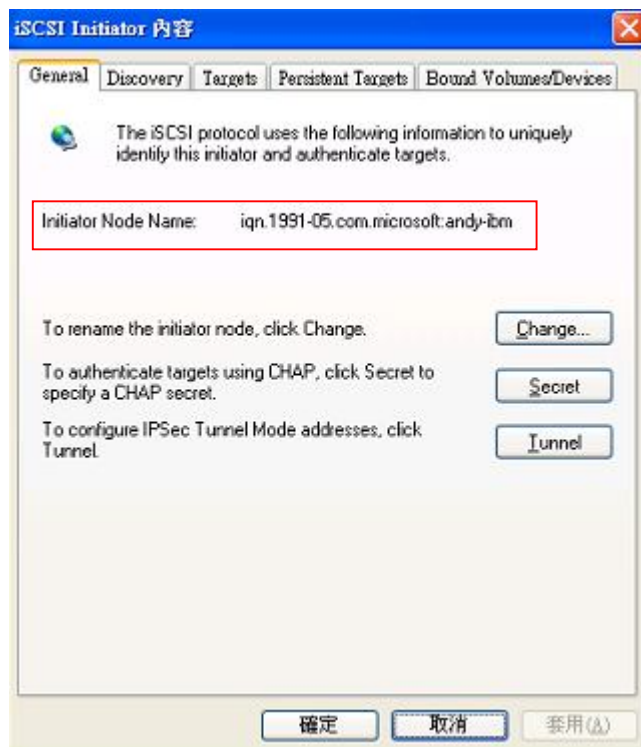 iSCSI Initiator 內容
General Discovery Targets Persistent Targets Bound Volumes/Devices
The iSCSI protocol uses the following information to uniquely
identify this initiator and authenticate targets.
Initiator Node Name: iqn.1991-05.com.microsoft:andy-ibm
To rename the initiator node, click Change.
Change...
To authenticate targets using CHAP, click Secret to
specify a CHAP secret.
Secret
To configure IPSec Tunnel Mode addresses, click
Tunnel.
Tunnel
確定 取消 套用(A)